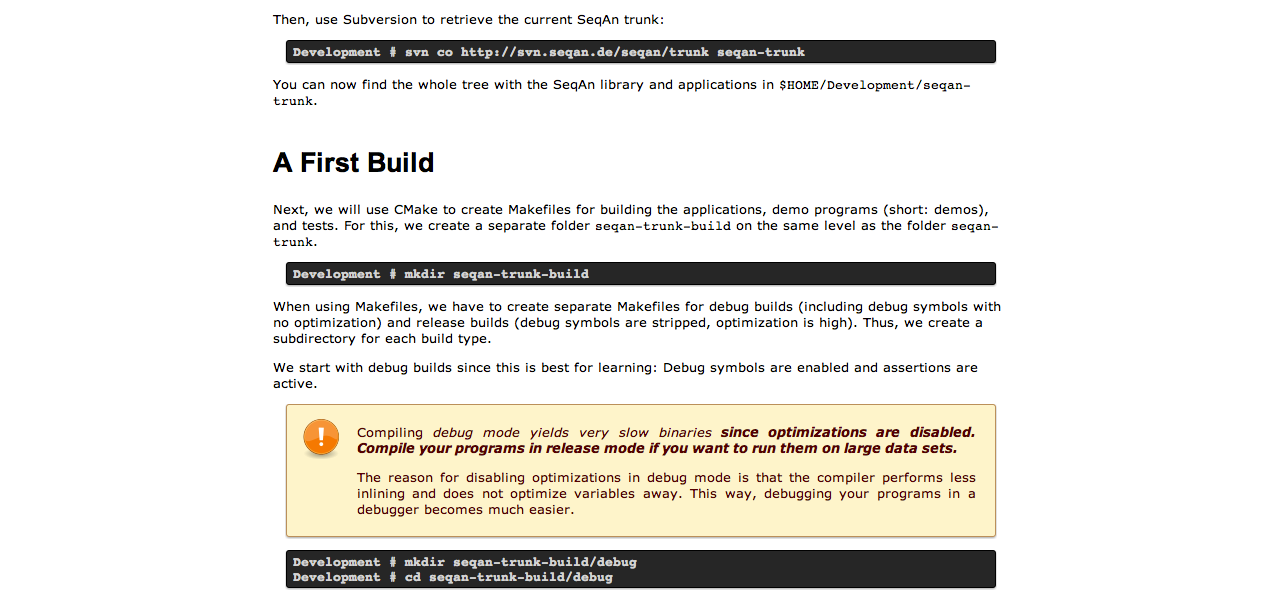 Then, use Subversion to retrieve the current SeqAn trunk:
Development # svn co http://svn.seqan.de/seqan/trunk seqan-trunk
You can now find the whole tree with the SeqAn library and applications in $HOME/Development/seqan-
trunk.
A First Build
Next, we will use CMake to create Makefiles for building the applications, demo programs (short: demos),
and tests. For this, we create a separate folder seqan-trunk-build on the same level as the folder seqan-
trunk.
Development # mkdir seqan-trunk-build
When using Makefiles, we have to create separate Makefiles for debug builds (including debug symbols with
no optimization) and release builds (debug symbols are stripped, optimization is high). Thus, we create a
subdirectory for each build type.
We start with debug builds since this is best for learning: Debug symbols are enabled and assertions are
active.
Compiling debug mode yields very slow binaries since optimizations are disabled.
Compile your programs in release mode if you want to run them on large data sets.
The reason for disabling optimizations in debug mode is that the compiler performs less
inlining and does not optimize variables away. This way, debugging your programs in a
debugger becomes much easier.
Development # mkdir seqan-trunk-build/debug
Development # cd seqan-trunk-build/debug